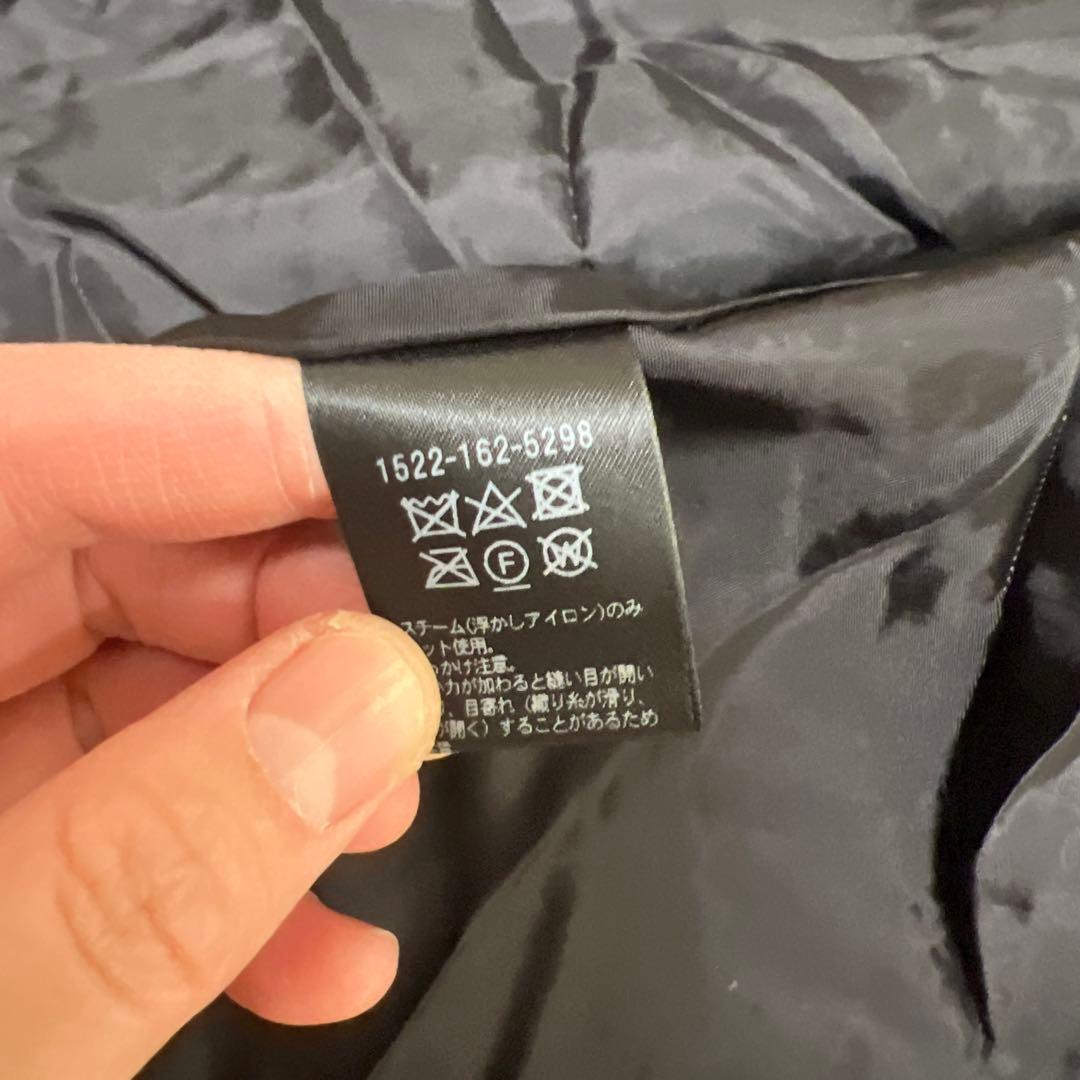 1522-162-5298
F
W
スチーム(浮かしアイロン)のみ
ット使用。
かけ注意。
力が加わると縫い目が開い
、目寄れ（織り糸が滑り、
開く）することがあるため